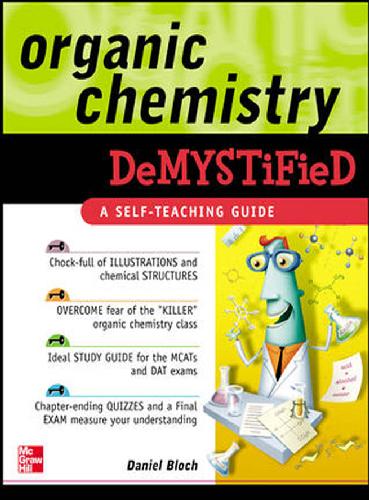 organic
chemistry
DeMYSTiFieD
A SELF-TEACHING GUIDE
Chock-full of ILLUSTRATIONS and
chemical STRUCTURES
OVERCOME fear of the "KILLER"
organic chemistry class
Ideal STUDY GUIDE for the MCATs
and DAT exams
Chapter-ending QUIZZES and a Final
EXAM measure your understanding
Mc
Graw
Hill
Daniel Bloch